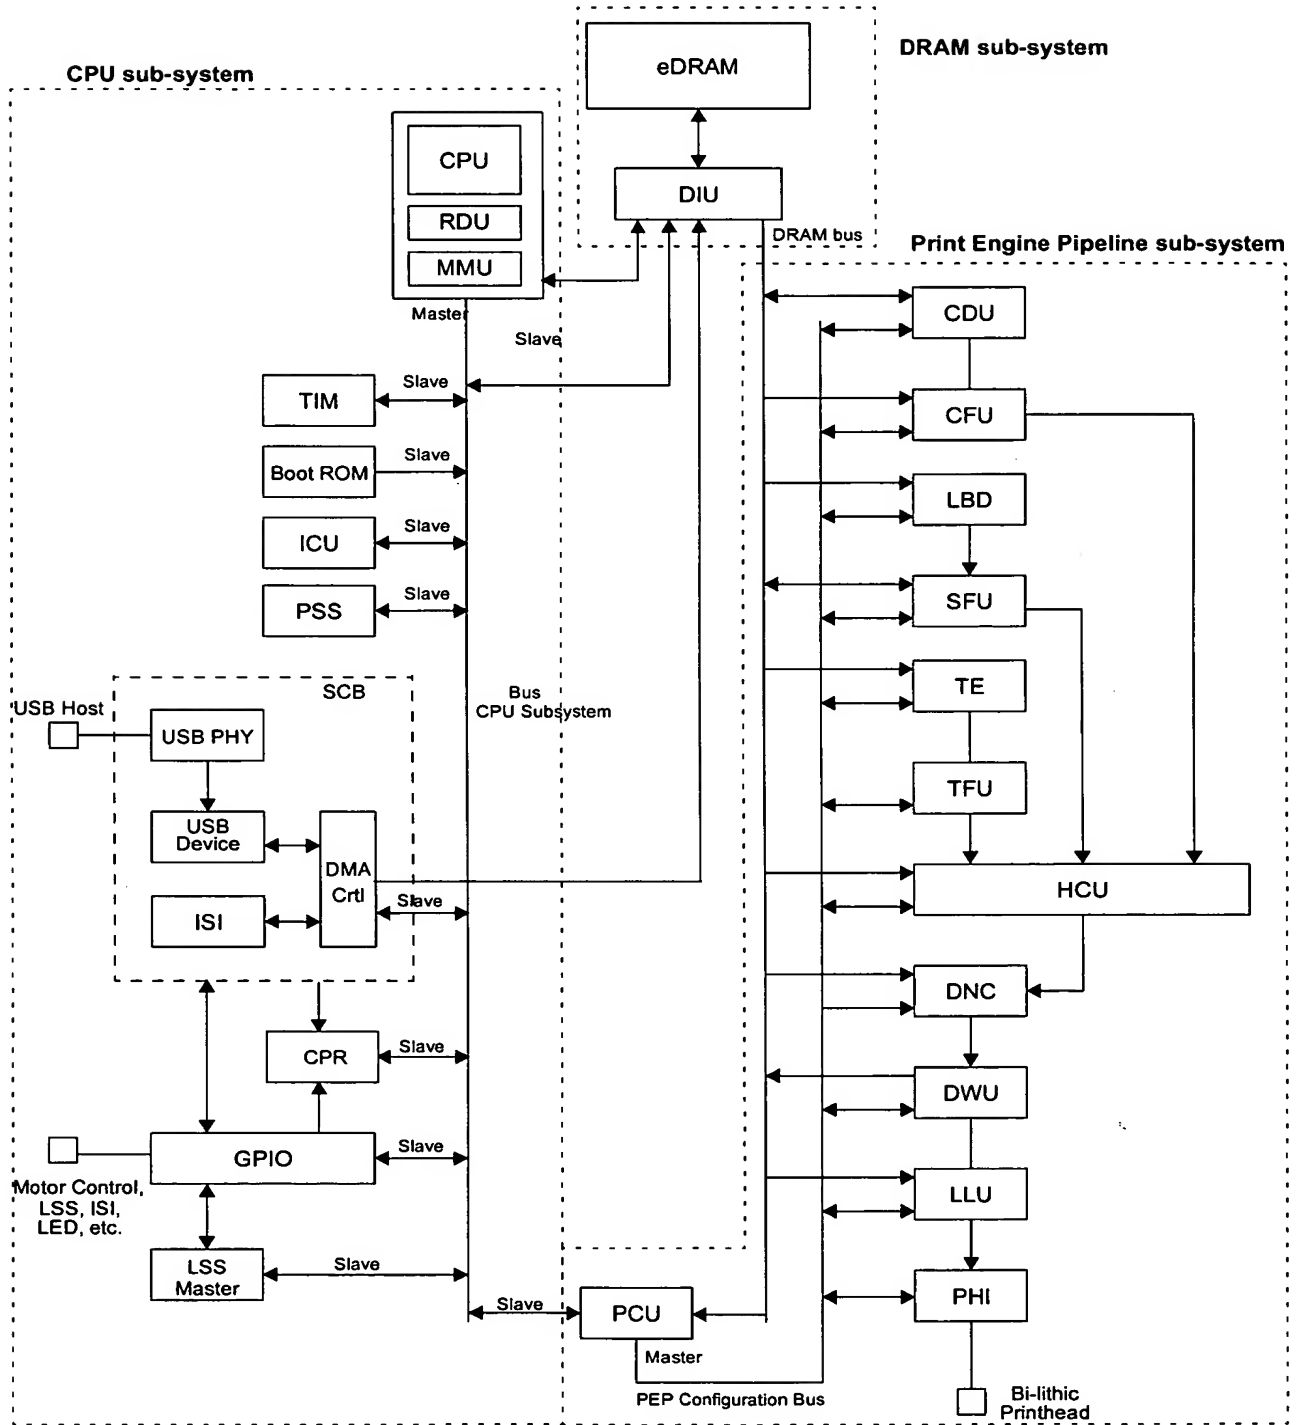 DRAM sub-system
CPU sub-system
eDRAM
CPU
RDU
MMU
DIU
DRAM bus
Print Engine Pipeline sub-system
Master
Slave
CDU
TIM
Slave
CFU
Boot ROM
Slave
LBD
ICU
Slave
PSS
Slave
SFU
SCB
TE
Bus
CPU Subsystem
USB Host
USB PHY
TFU
USB
Device
DMA
Crtl
Slave
ISI
HCU
DNC
CPR
Slave
DWU
GPIO
Slave
Motor Control,
LSS, ISI,
LED, etc.
LLU
LSS
Master
Slave
PHI
Slave
PCU
Master
PEP Configuration Bus
Bi-lithic
Printhead